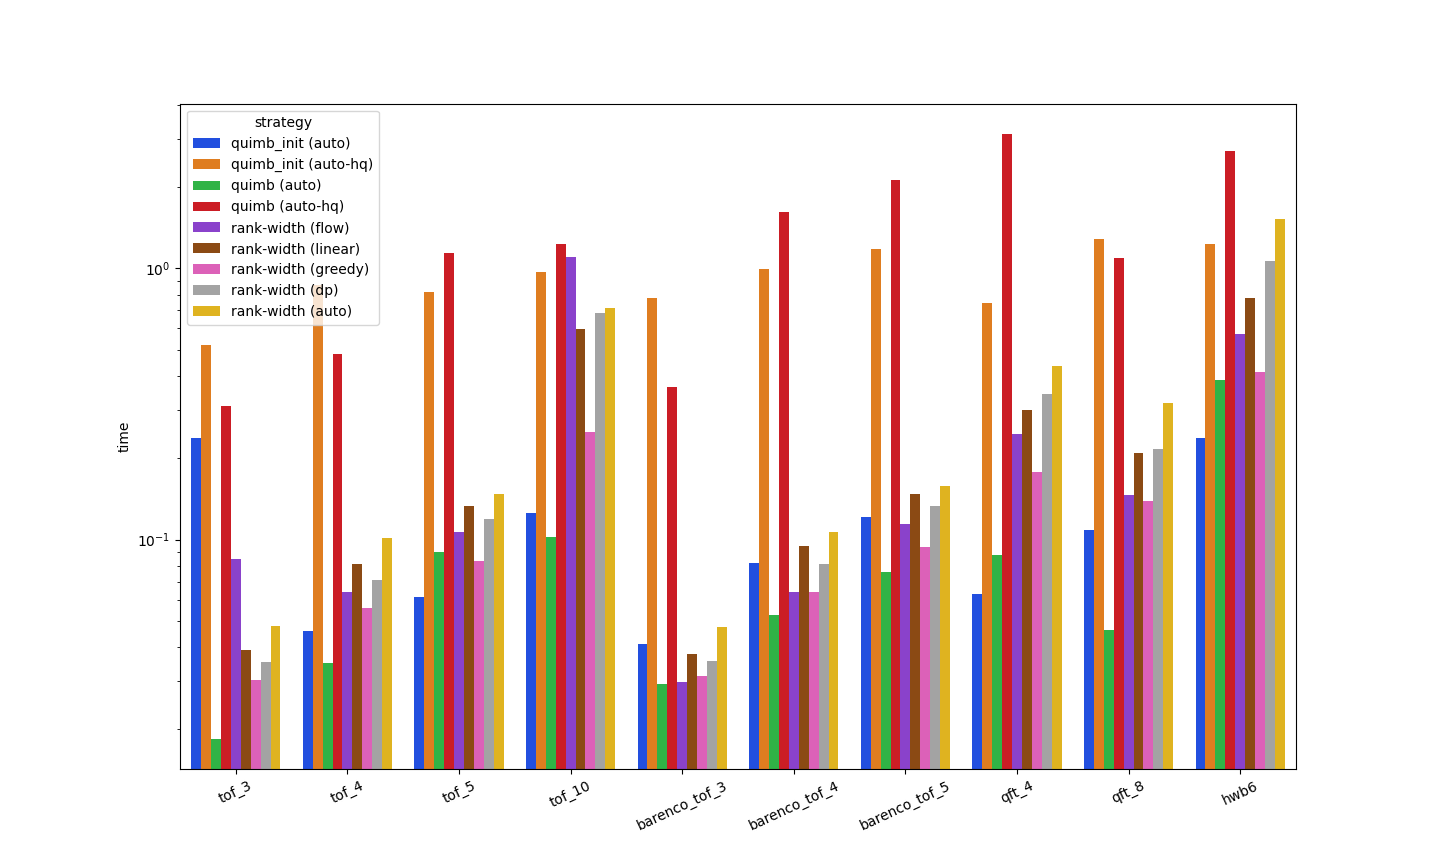 strategy
quimb_init (auto)
quimb_init (auto-hq)
quimb (auto)
quimb (auto-hq)
rank-width (flow)
rank-width (linear)
rank-width (greedy)
rank-width (dp)
rank-width (auto)
time
10⁰
10⁻¹
tof_3
tof_4
tof_5
tof_10
barenco_tof_3
barenco_tof_4
barenco_tof_5
qft_4
qft_8
hwb6